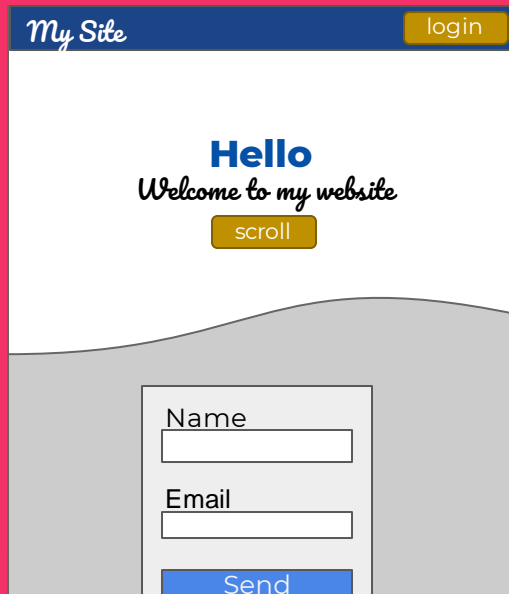 My Site
login
Hello
Welcome to my website
scroll
Name
Email
Send